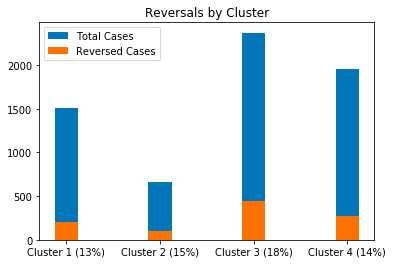 Reversals by Cluster
Total Cases
Reversed Cases
2000
1500
1000
500
0
Cluster 1 (13%) Cluster 2 (15%) Cluster 3 (18%) Cluster 4 (14%)